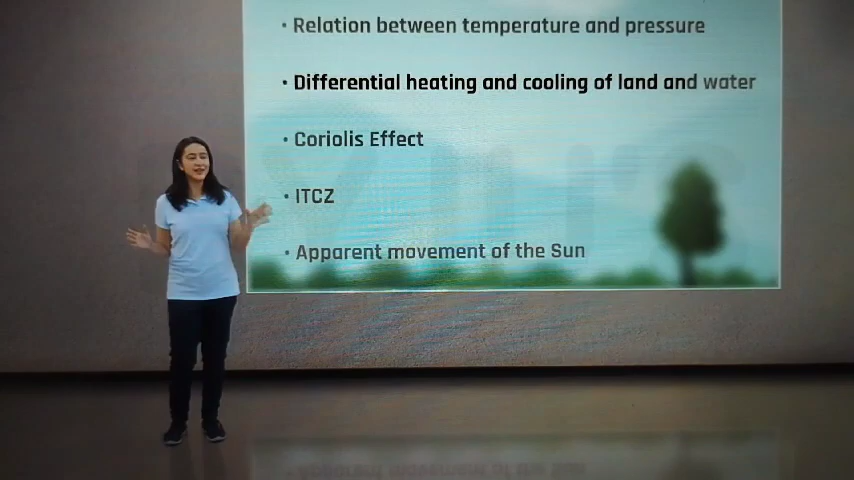 • Relation between temperature and pressure
• Differential heating and cooling of land and water
• Coriolis Effect
• ITCZ
• Apparent movement of the Sun